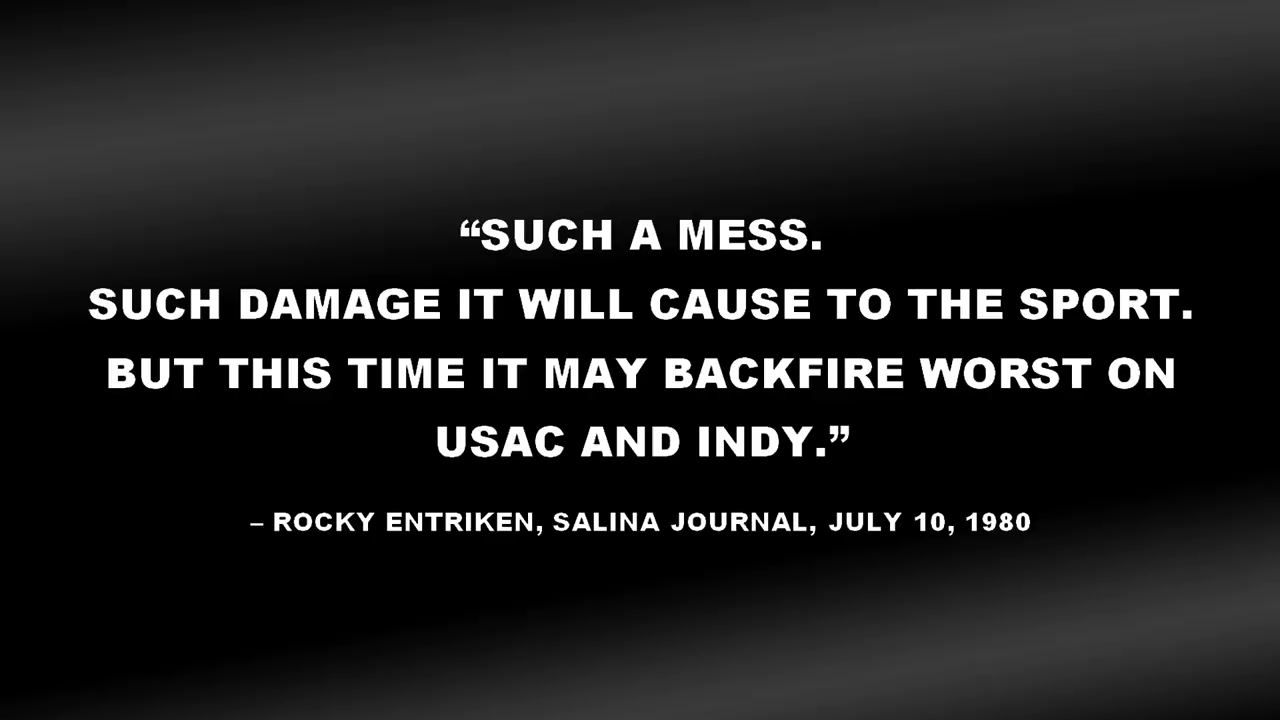 “SUCH A MESS.
SUCH DAMAGE IT WILL CAUSE TO THE SPORT.
BUT THIS TIME IT MAY BACKFIRE WORST ON
USAC AND INDY.”
– ROCKY ENTRIKEN, SALINA JOURNAL, JULY 10, 1980